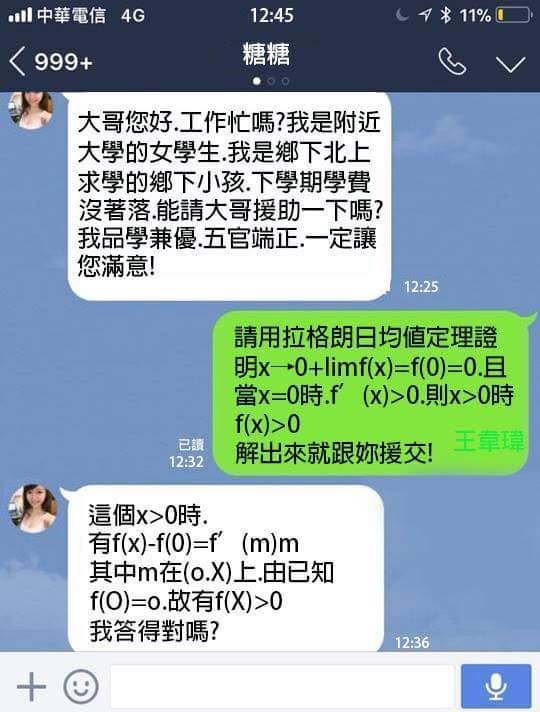 中華電信 4G 12:45 11%
999+ 糖糖
大哥您好.工作忙嗎?我是附近
大學的女學生.我是鄉下北上
求學的鄉下小孩.下學期學費
沒著落.能請大哥援助一下嗎?
我品學兼優.五官端正.一定讓
您滿意!
12:25
請用拉格朗日均值定理證
明x→0+limf(x)=f(0)=0.且
當x=0時.f′(x)>0.則x>0時
f(x)>0
解出來就跟妳援交!
王韋瑋
已讀
12:32
這個x>0時.
有f(x)-f(0)=f′(m)m
其中m在(o.X)上.由已知
f(O)=o.故有f(X)>0
我答得對嗎?
12:36